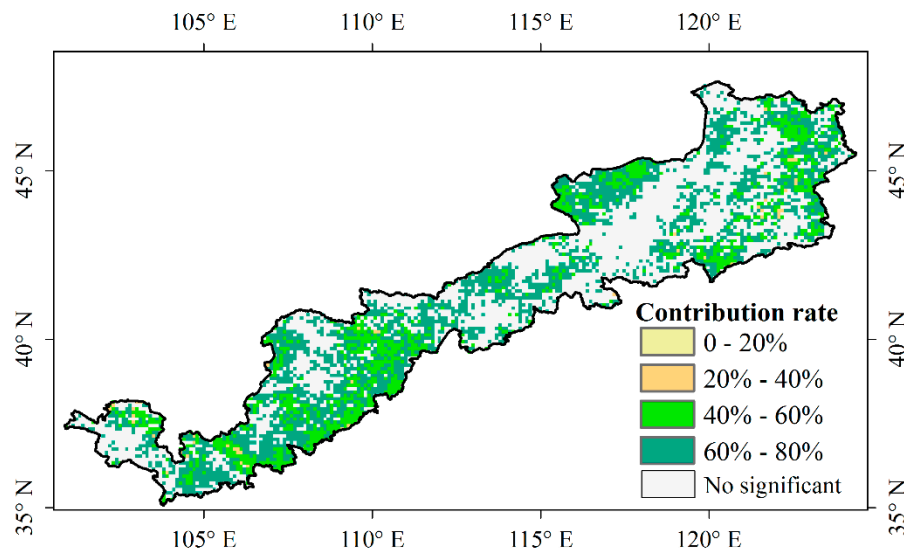 105° E 110° E 115° E 120° E
45° N 45° N
40° N 40° N
35° N 35° N
Contribution rate
0 - 20%
20% - 40%
40% - 60%
60% - 80%
No significant
105° E 110° E 115° E 120° E